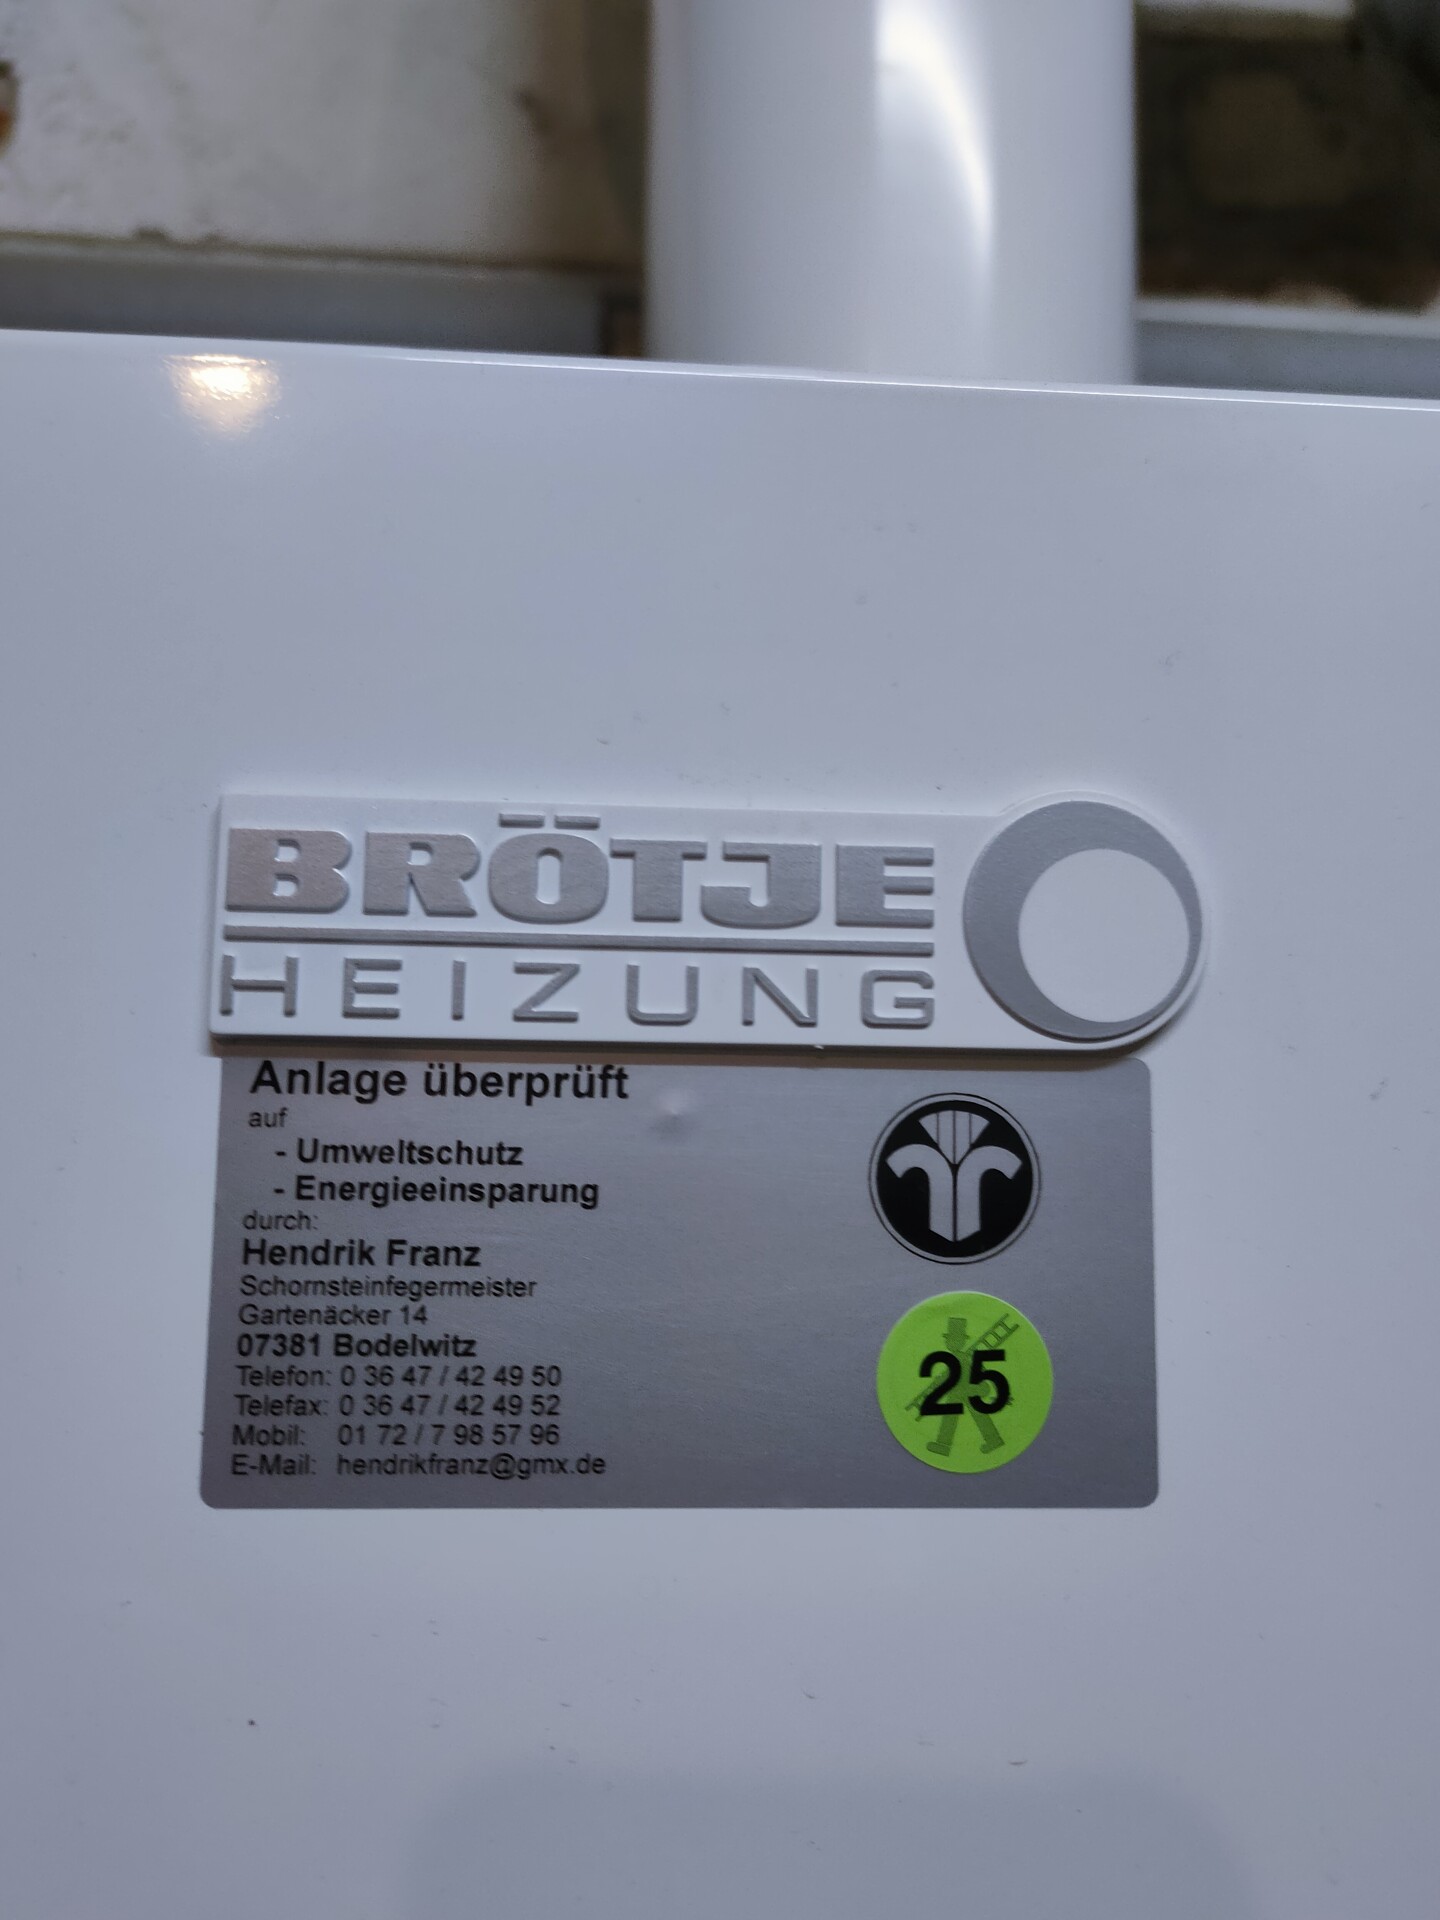 BRÖTJE
HEIZUNG
Anlage überprüft
auf
- Umweltschutz
- Energieeinsparung
durch:
Hendrik Franz
Schornsteinfegermeister
Gartenäcker 14
07381 Bodelwitz
Telefon: 0 36 47 / 42 49 50
Telefax: 0 36 47 / 42 49 52
Mobil: 01 72 / 7 98 57 96
E-Mail: hendrikfranz@gmx.de
25